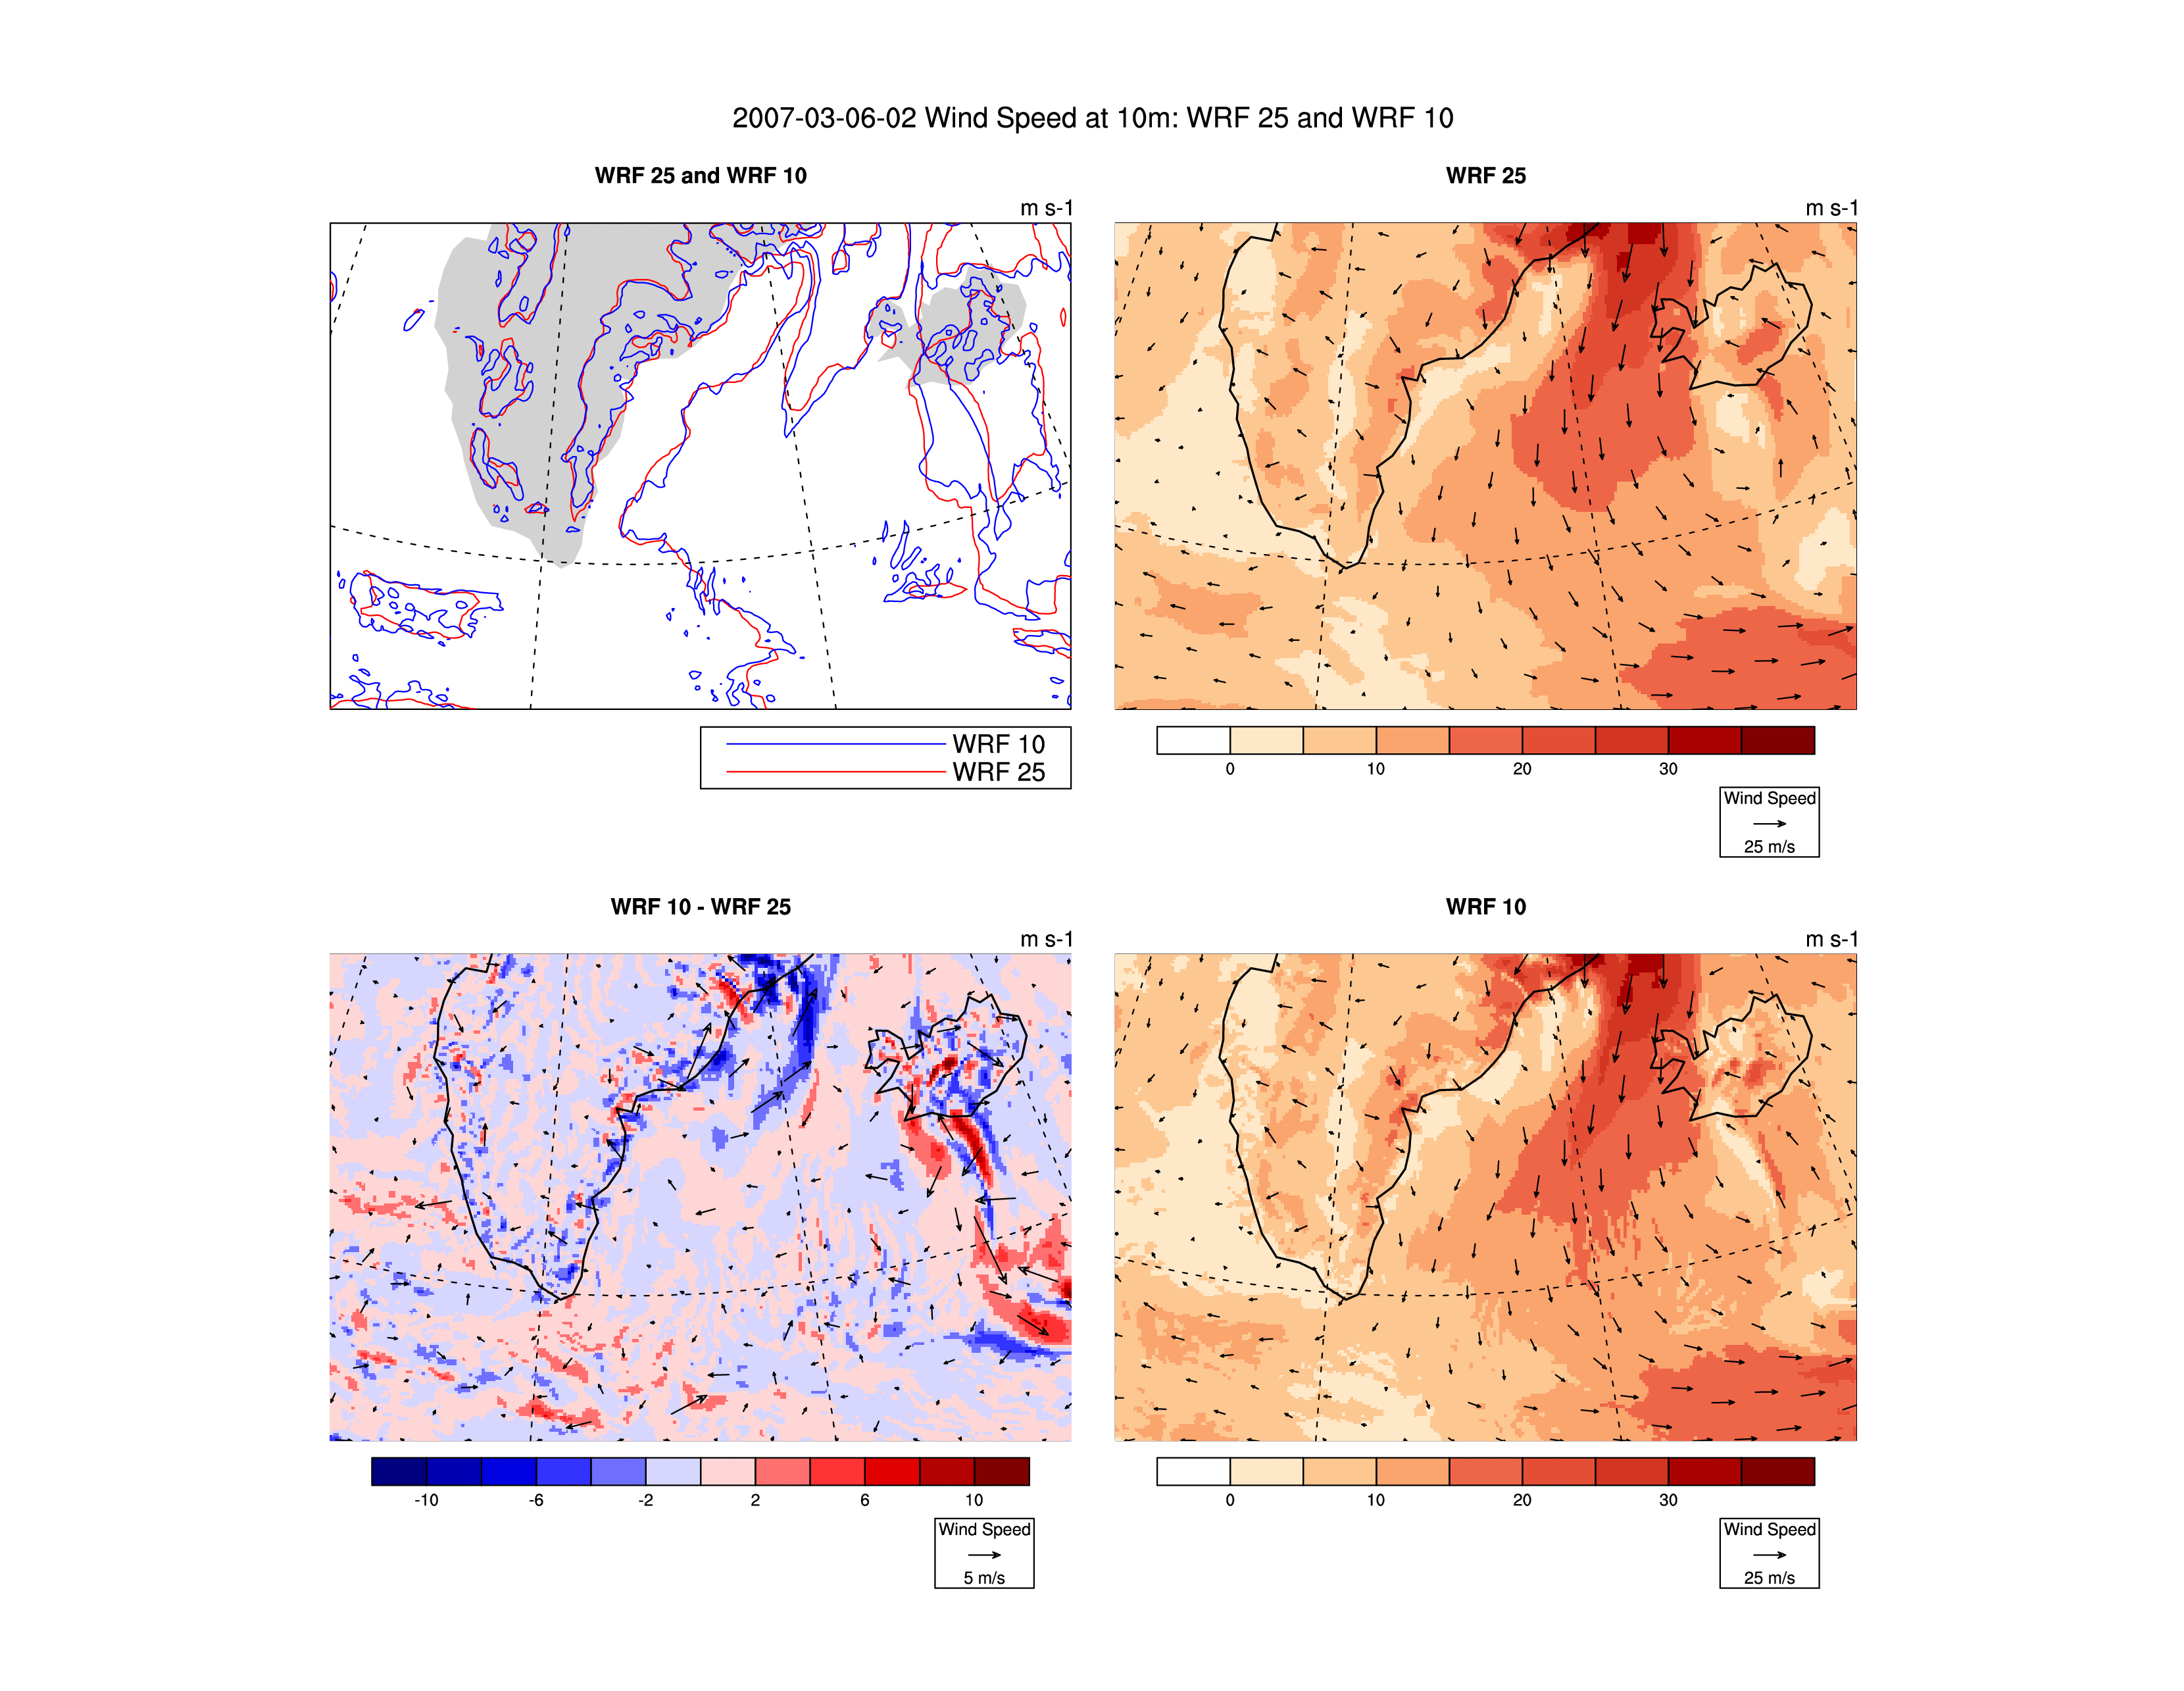 2007-03-06-02 Wind Speed at 10m: WRF 25 and WRF 10
WRF 25 and WRF 10
m s-1
WRF 10
WRF 25
WRF 25
m s-1
0 10 20 30
Wind Speed
25 m/s
WRF 10 - WRF 25
m s-1
-10 -6 -2 2 6 10
Wind Speed
5 m/s
WRF 10
m s-1
0 10 20 30
Wind Speed
25 m/s